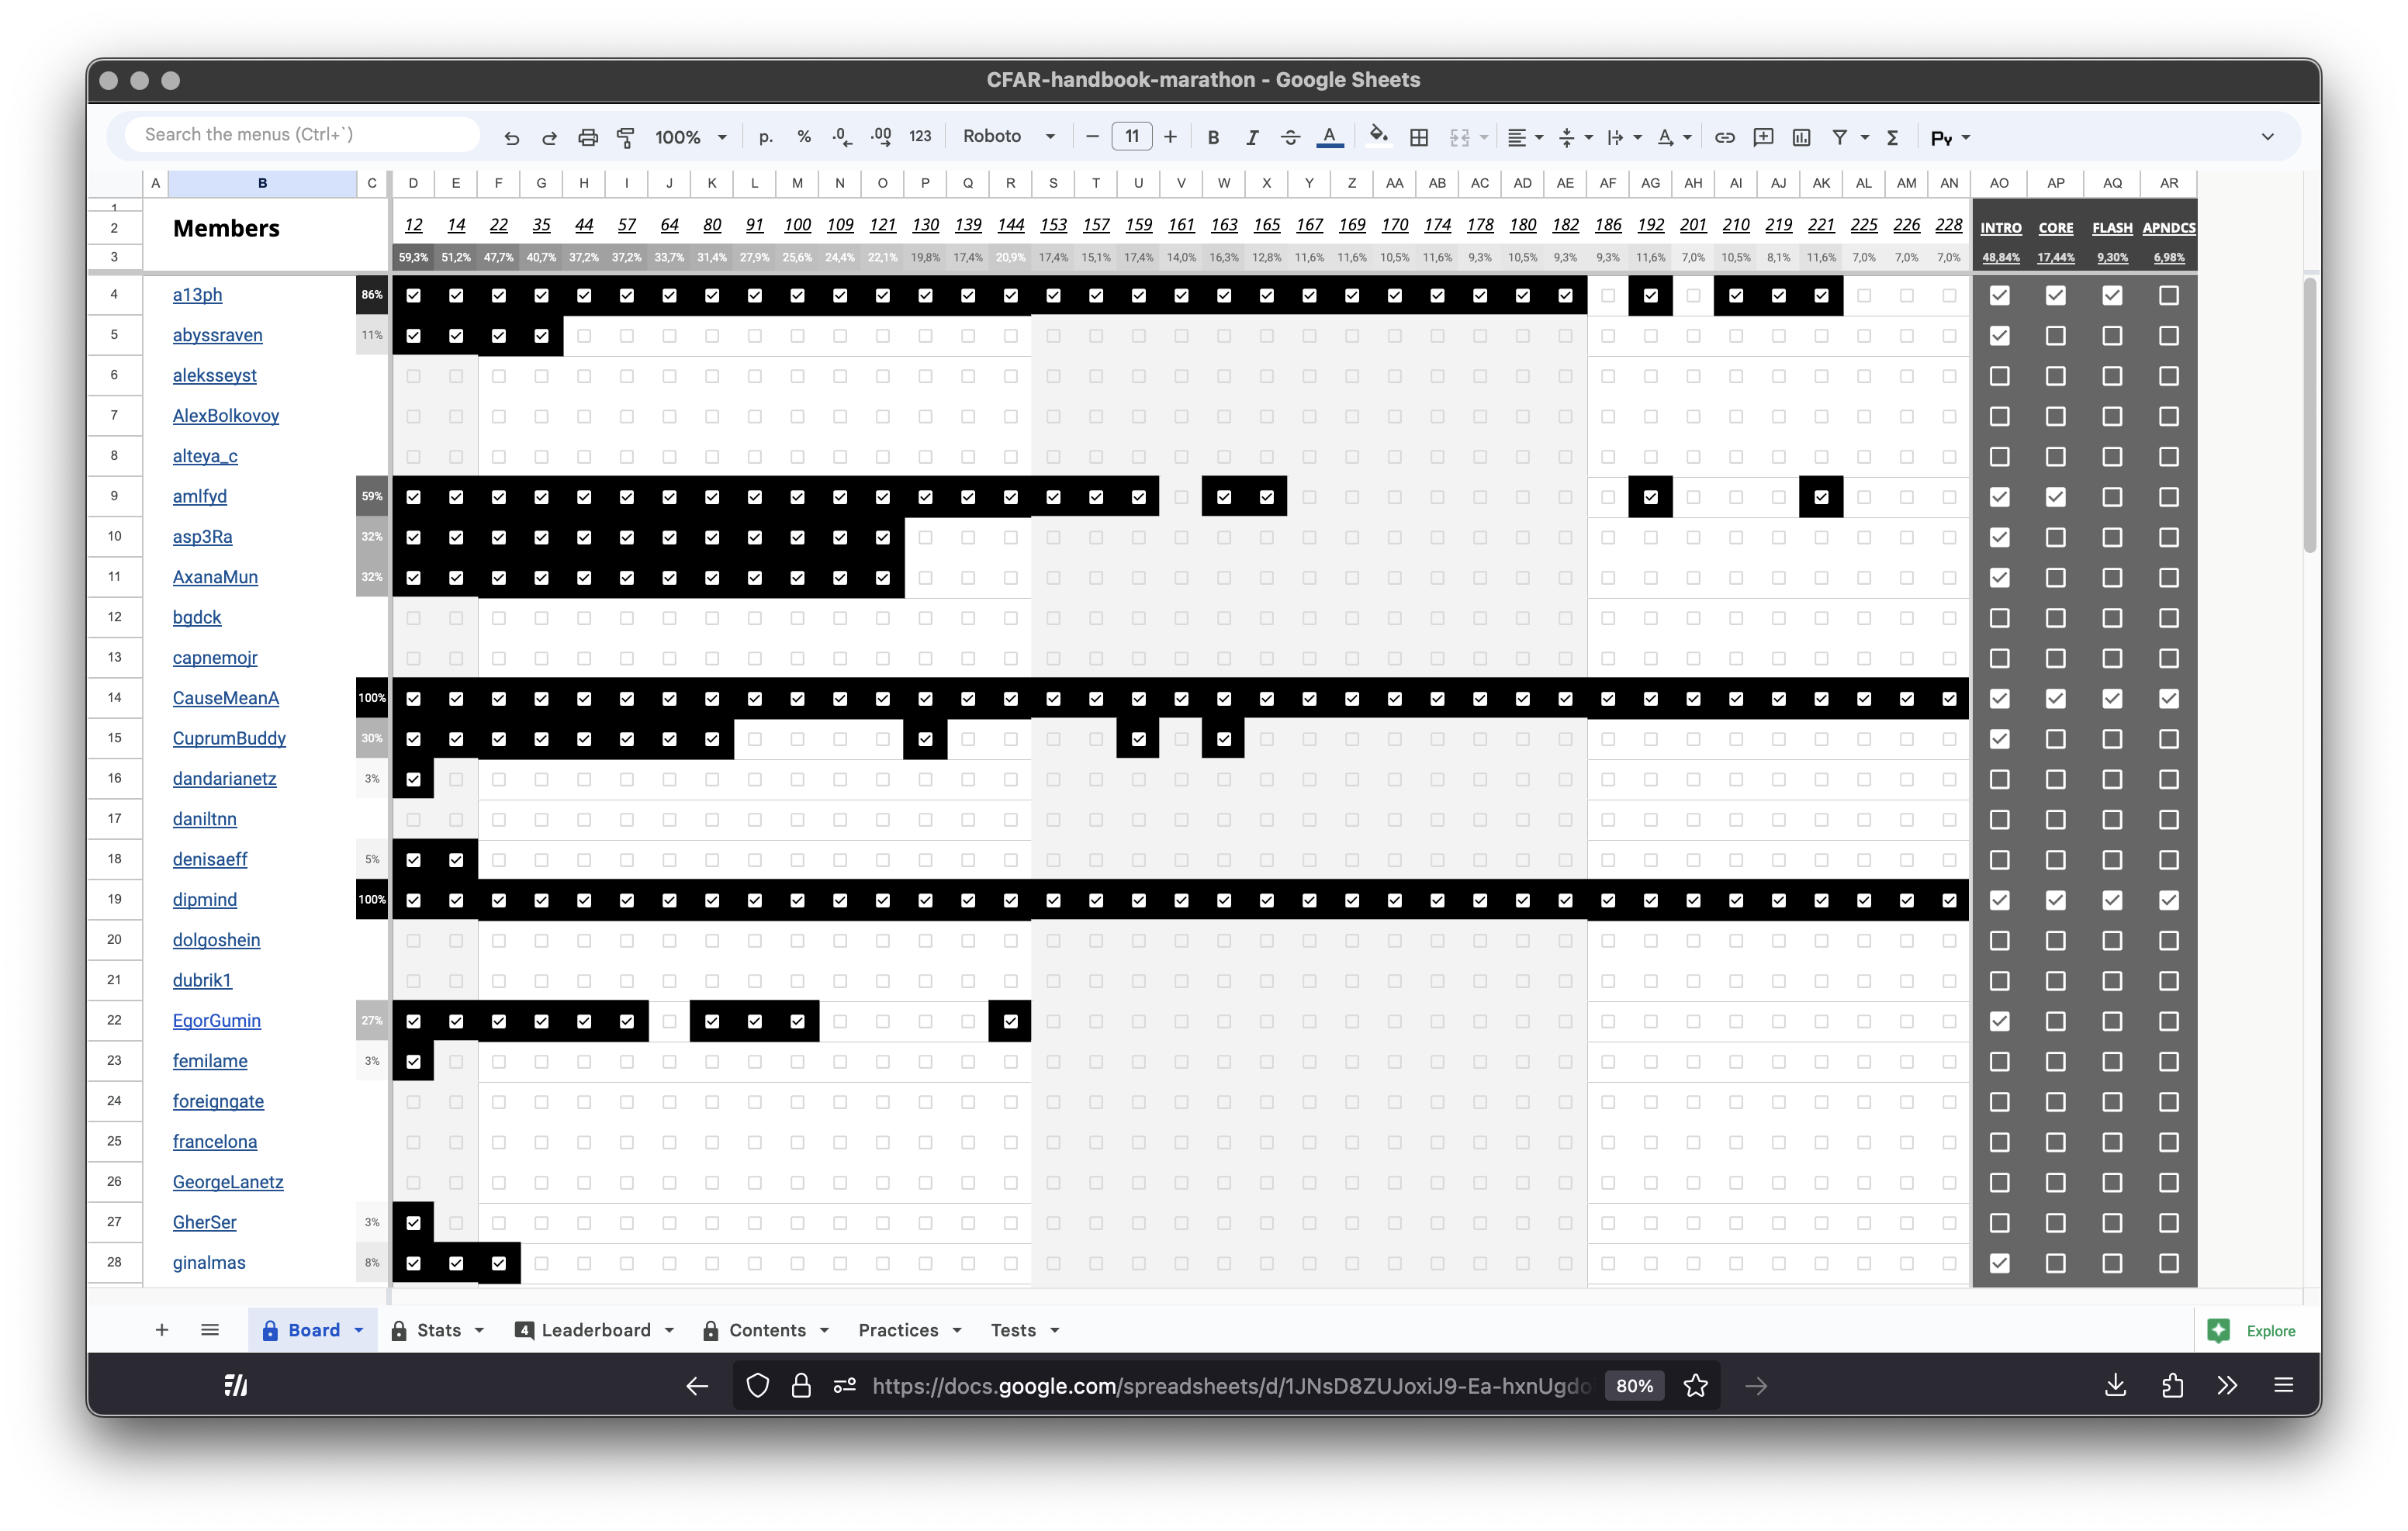 CFAR-handbook-marathon - Google Sheets
Search the menus (Ctrl+`) 100% р. % .0 .00 123 Roboto 11 B I A Σ Py
A B C D E F G H I J K L M N O P Q R S T U V W X Y Z AA AB AC AD AE AF AG AH AI AJ AK AL AM AN AO AP AQ AR
1
2 Members 12 14 22 35 44 57 64 80 91 100 109 121 130 139 144 153 157 159 161 163 165 167 169 170 174 178 180 182 186 192 201 210 219 221 225 226 228 INTRO CORE FLASH APNDCS
3 59,3% 51,2% 47,7% 40,7% 37,2% 37,2% 33,7% 31,4% 27,9% 25,6% 24,4% 22,1% 19,8% 17,4% 20,9% 17,4% 15,1% 17,4% 14,0% 16,3% 12,8% 11,6% 11,6% 10,5% 11,6% 9,3% 10,5% 9,3% 9,3% 11,6% 7,0% 10,5% 8,1% 11,6% 7,0% 7,0% 7,0% 48,84% 17,44% 9,30% 6,98%
4 a13ph 86%
5 abyssraven 11%
6 aleksseyst
7 AlexBolkovoy
8 alteya_c
9 amlfyd 59%
10 asp3Ra 32%
11 AxanaMun 32%
12 bgdck
13 capnemojr
14 CauseMeanA 100%
15 CuprumBuddy 30%
16 dandarianetz 3%
17 daniltnn
18 denisaeff 5%
19 dipmind 100%
20 dolgoshein
21 dubrik1
22 EgorGumin 27%
23 femilame 3%
24 foreigngate
25 francelona
26 GeorgeLanetz
27 GherSer 3%
28 ginalmas 8%
Board Stats 4 Leaderboard Contents Practices Tests Explore
https://docs.google.com/spreadsheets/d/1JNsD8ZUJoxiJ9-Ea-hxnUgdo 80%